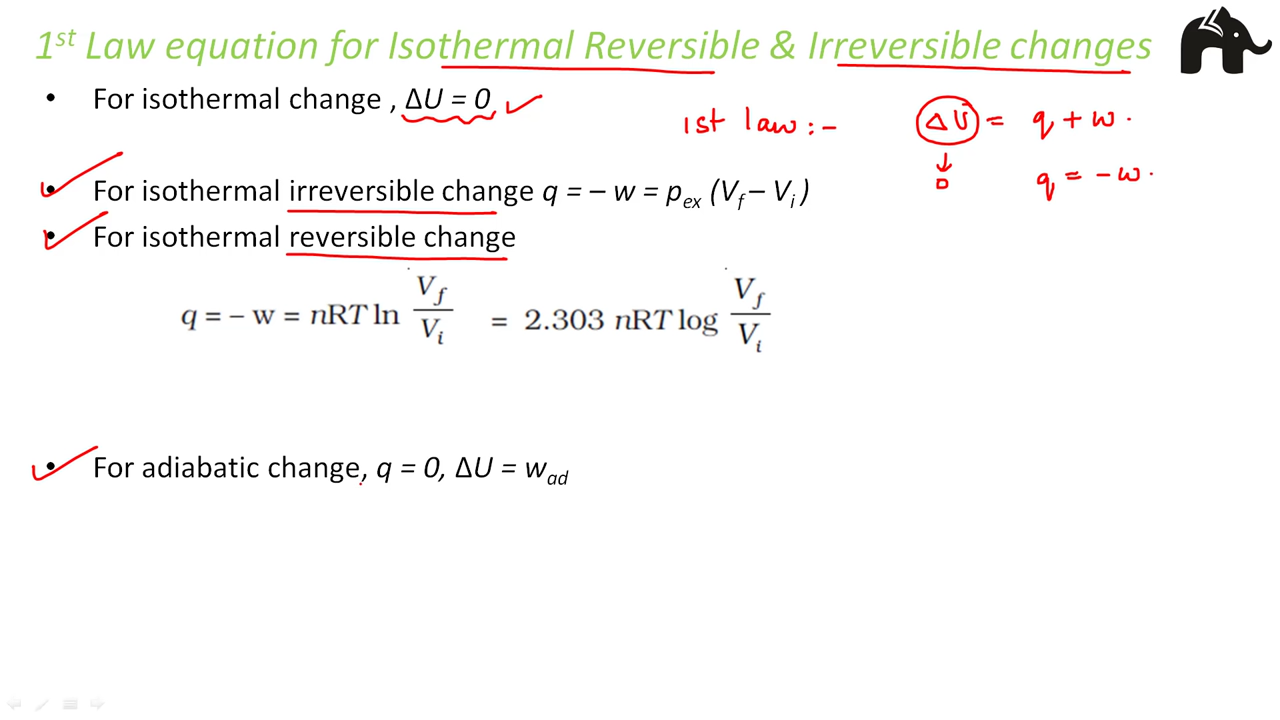 1st Law equation for Isothermal Reversible & Irreversible changes
• For isothermal change , ΔU = 0
1st law :- ΔU = q + w.
↓
0 q = -w.
• For isothermal irreversible change q = – w = pex (Vf – Vi )
• For isothermal reversible change
q = – w = nRT ln Vf/Vi = 2.303 nRT log Vf/Vi
• For adiabatic change, q = 0, ΔU = wad